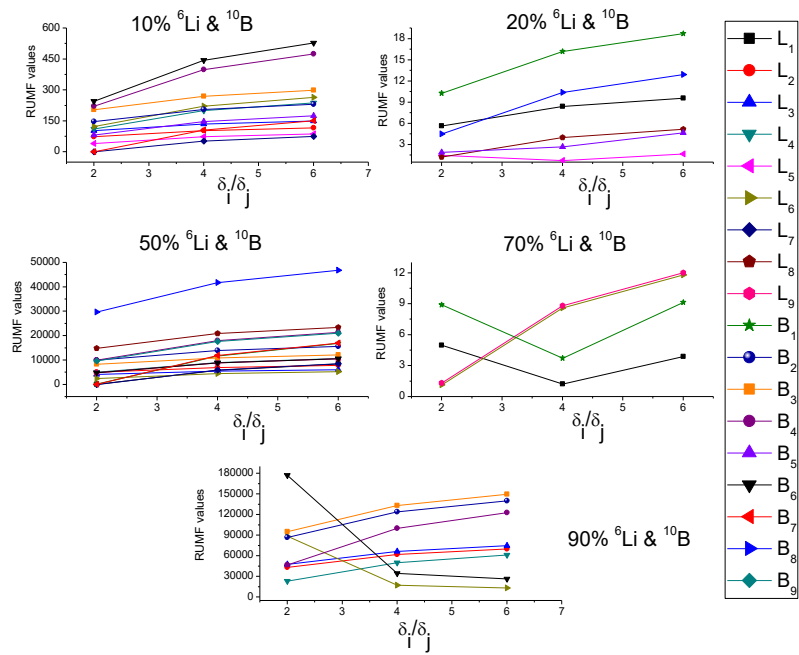 10% ⁶Li & ¹⁰B
RUMF values
600
450
300
150
0
2 3 4 5 6 7
δᵢ/δⱼ
20% ⁶Li & ¹⁰B
RUMF values
18
15
12
9
6
3
2 3 4 5 6 7
δᵢ/δⱼ
50% ⁶Li & ¹⁰B
RUMF values
50000
40000
30000
20000
10000
0
2 3 4 5 6
δᵢ/δⱼ
70% ⁶Li & ¹⁰B
RUMF values
12
9
6
3
0
2 3 4 5 6
δᵢ/δⱼ
90% ⁶Li & ¹⁰B
RUMF values
180000
150000
120000
90000
60000
30000
0
2 3 4 5 6 7
δᵢ/δⱼ
L₁
L₂
L₃
L₄
L₅
L₆
L₇
L₈
L₉
B₁
B₂
B₃
B₄
B₅
B₆
B₇
B₈
B₉